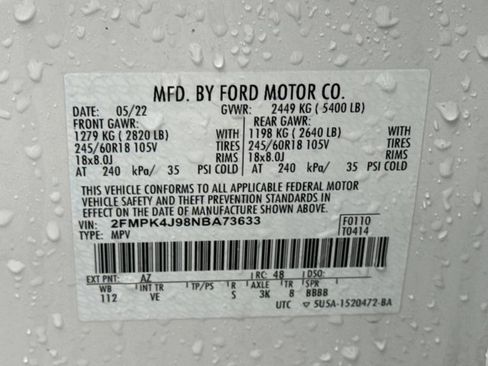 MFD. BY FORD MOTOR CO.
DATE: 05/22 GVWR: 2449 KG ( 5400 LB)
FRONT GAWR: REAR GAWR:
1279 KG ( 2820 LB) WITH 1198 KG ( 2640 LB) WITH
245/60R18 105V TIRES 245/60R18 105V TIRES
18x8.0J RIMS 18x8.0J RIMS
AT 240 kPa/ 35 PSI COLD AT 240 kPa/ 35 PSI COLD
THIS VEHICLE CONFORMS TO ALL APPLICABLE FEDERAL MOTOR
VEHICLE SAFETY AND THEFT PREVENTION STANDARDS IN
EFFECT ON THE DATE OF MANUFACTURE SHOWN ABOVE.
VIN: 2FMPK4J98NBA73633 F0110
TYPE: MPV T0414
EXT PNT: AZ RC: 48 DSO:
WB INT TR TP/PS R AXLE TR SPR
112 VE S 3K 8 BBBB
UTC 5U5A-1520472-BA